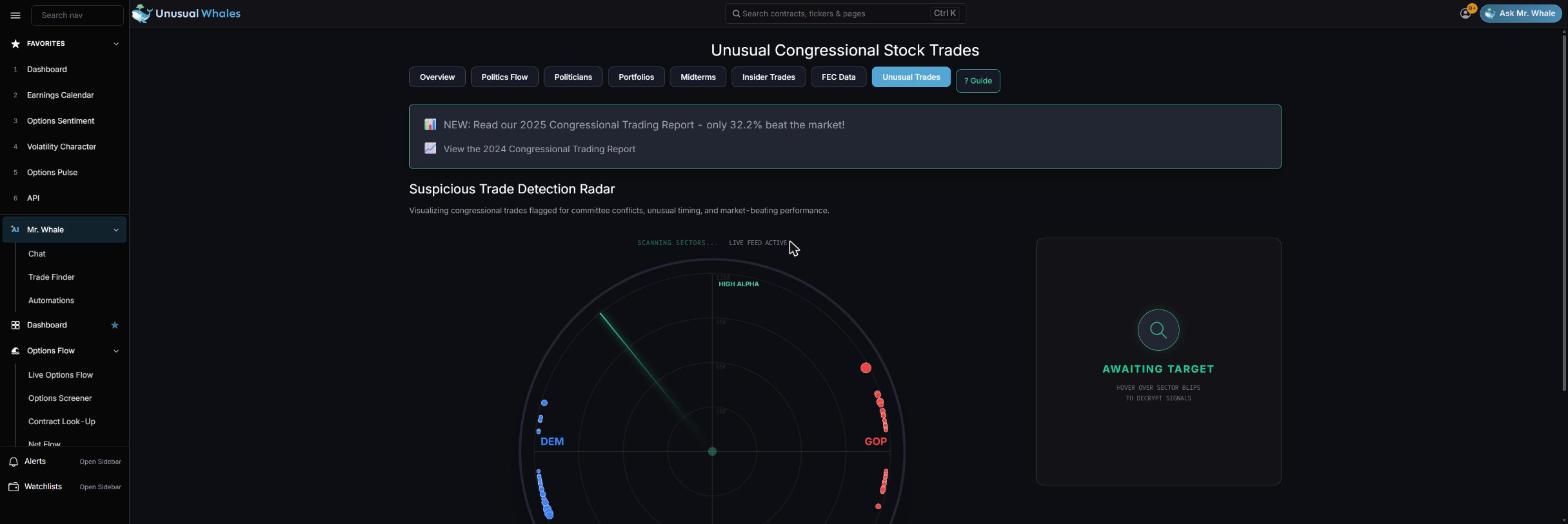 Search nav
Unusual Whales
Search contracts, tickers & pages
Ctrl K
9+
Ask Mr. Whale
FAVORITES
1 Dashboard
2 Earnings Calendar
3 Options Sentiment
4 Volatility Character
5 Options Pulse
6 API
AI Mr. Whale
Chat
Trade Finder
Automations
Dashboard
Options Flow
Live Options Flow
Options Screener
Contract Look-Up
Net Flow
Alerts Open Sidebar
Watchlists Open Sidebar
Unusual Congressional Stock Trades
Overview Politics Flow Politicians Portfolios Midterms Insider Trades FEC Data Unusual Trades ? Guide
NEW: Read our 2025 Congressional Trading Report - only 32.2% beat the market!
View the 2024 Congressional Trading Report
Suspicious Trade Detection Radar
Visualizing congressional trades flagged for committee conflicts, unusual timing, and market-beating performance.
SCANNING SECTORS... LIVE FEED ACTIVE
HIGH ALPHA
DEM
GOP
AWAITING TARGET
HOVER OVER SECTOR BLIPS
TO DECRYPT SIGNALS